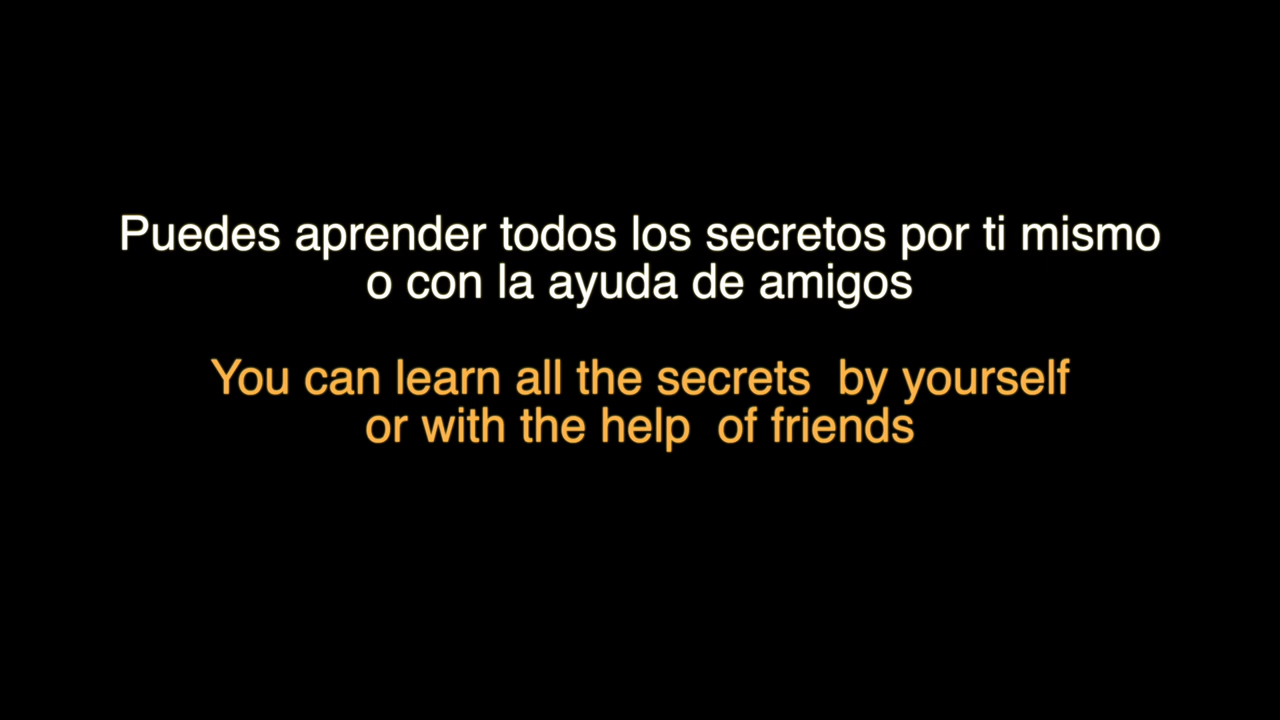 Puedes aprender todos los secretos por ti mismo
o con la ayuda de amigos
You can learn all the secrets  by yourself
or with the help  of friends